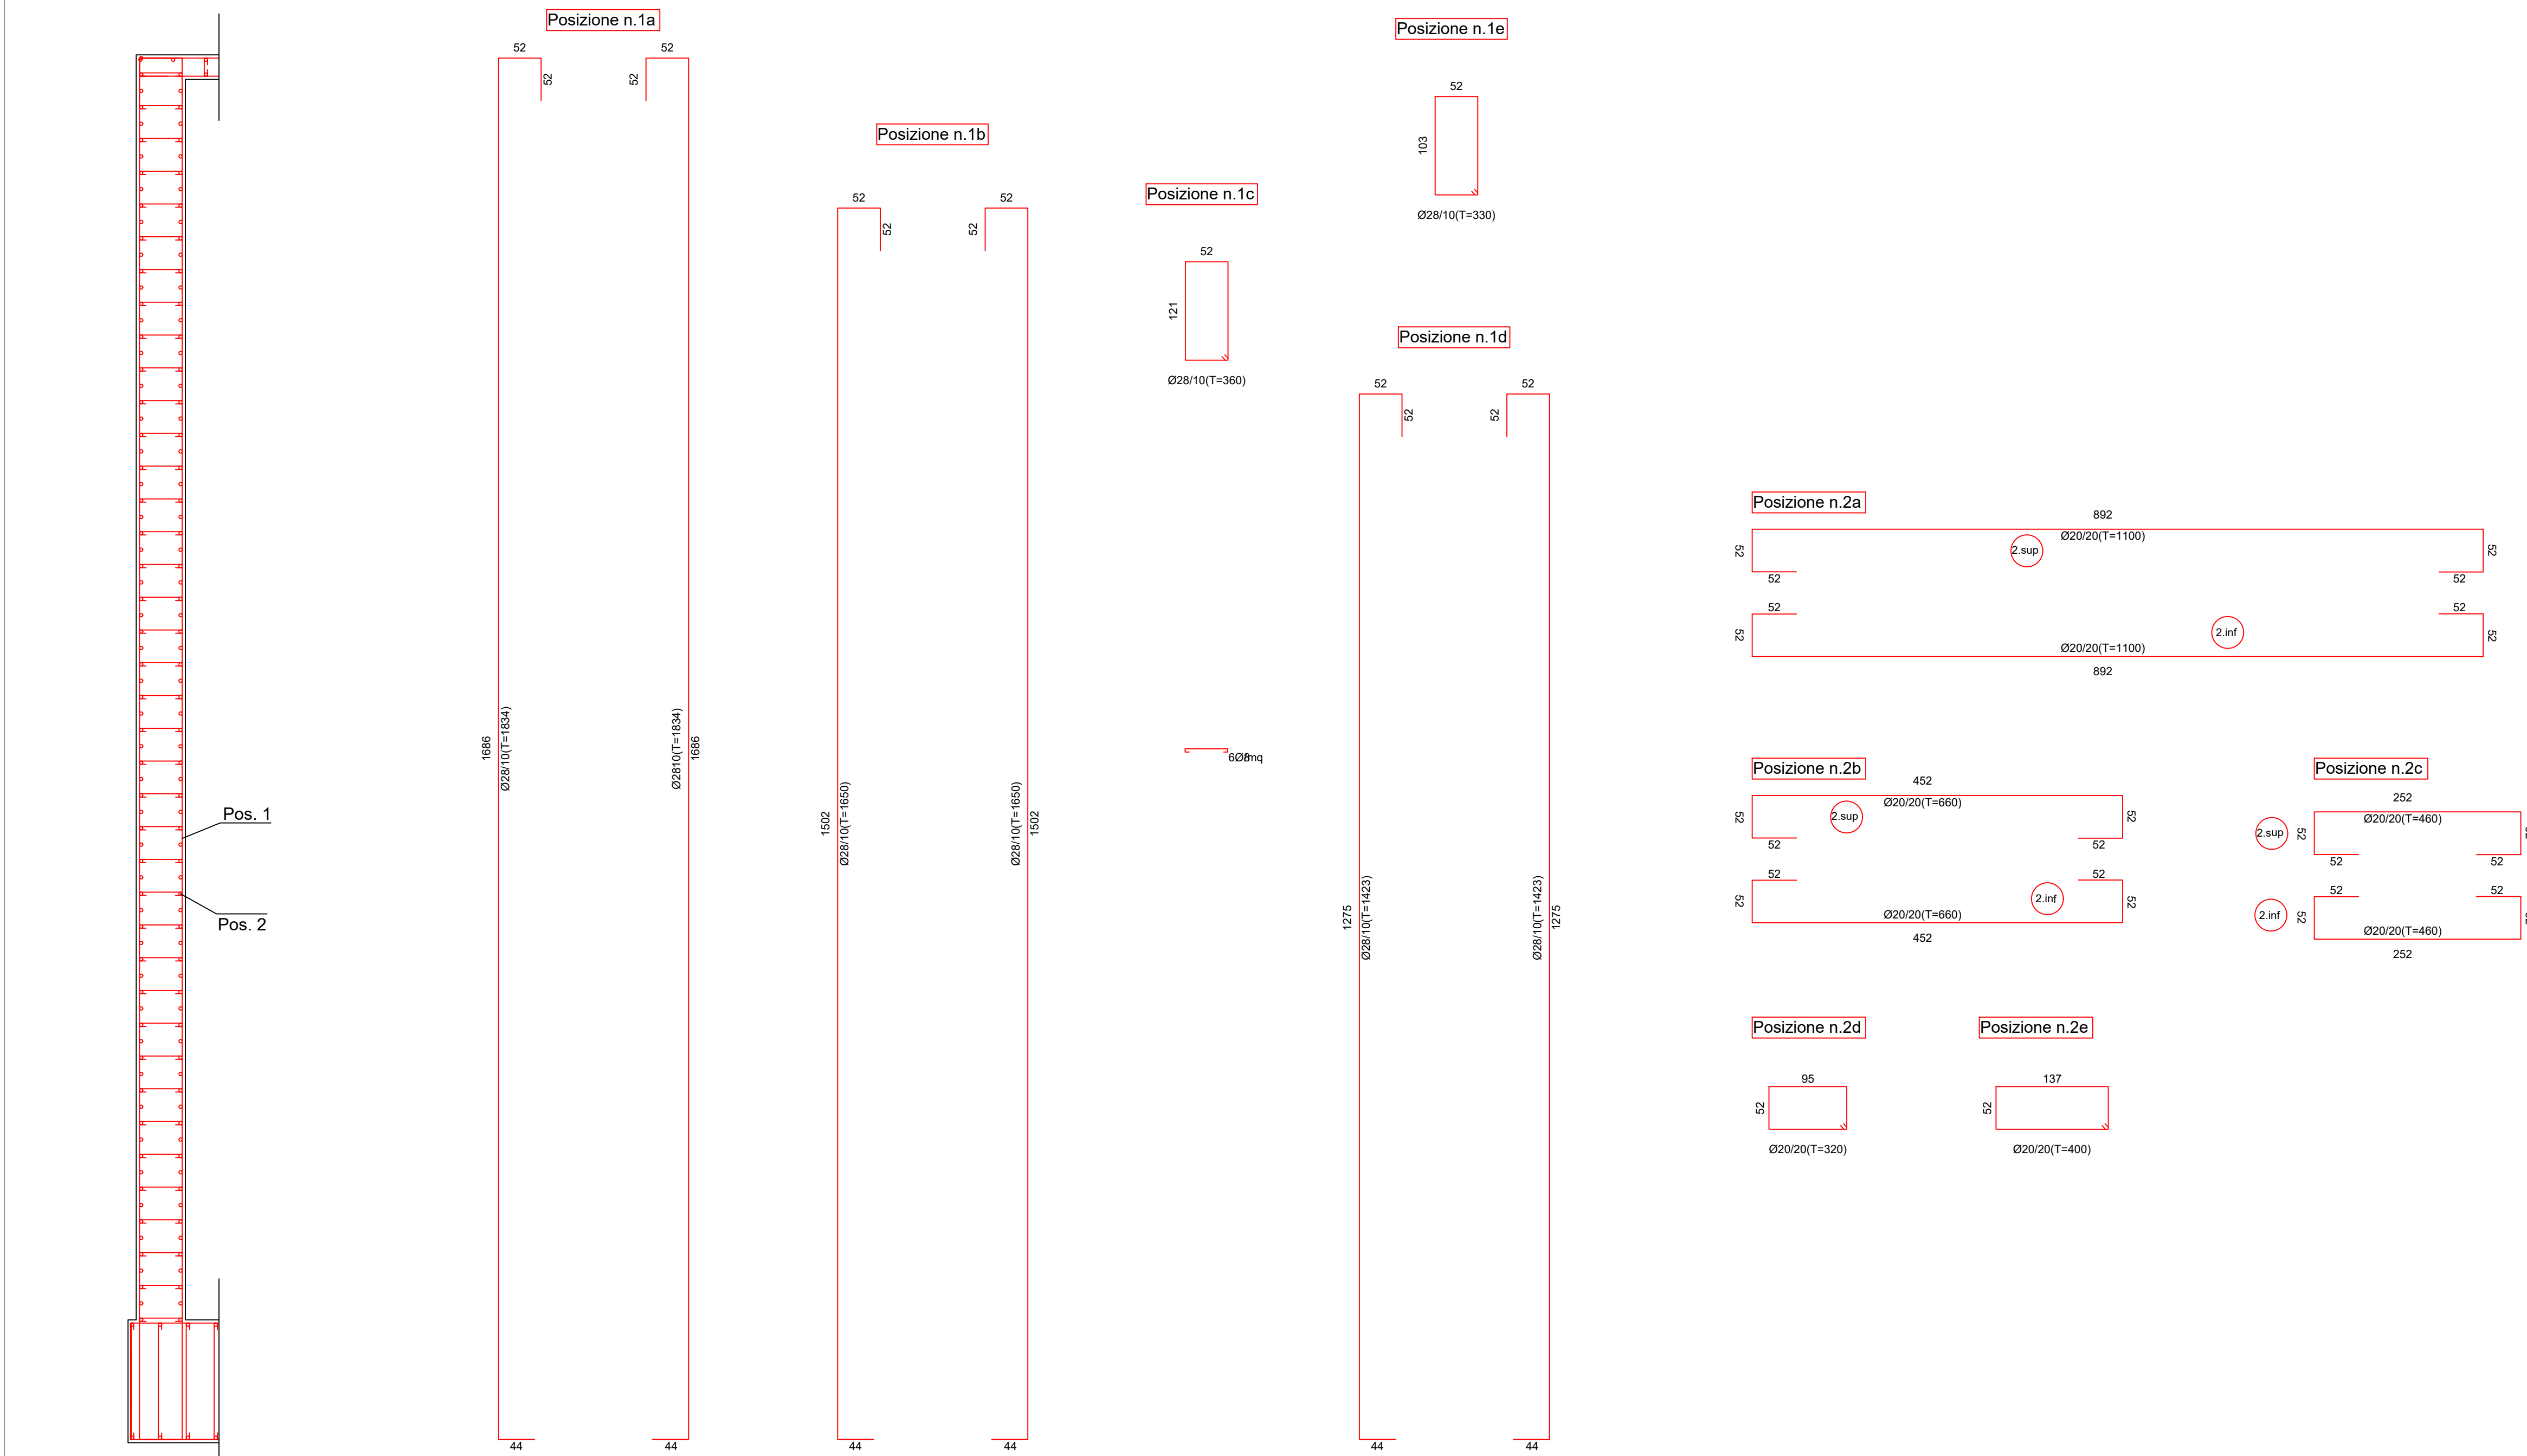 Posizione n.1a
52
52
52
52
1686
Ø28/10(T=1834)
Ø2810(T=1834)
1686
44
44
Posizione n.1b
52
52
52
52
1502
Ø28/10(T=1650)
Ø28/10(T=1650)
1502
44
44
Posizione n.1c
52
121
Ø28/10(T=360)
Posizione n.1e
52
103
Ø28/10(T=330)
Posizione n.1d
52
52
52
52
1275
Ø28/10(T=1423)
Ø28/10(T=1423)
1275
44
44
Pos. 1
Pos. 2
Posizione n.2a
892
Ø20/20(T=1100)
52
2.sup
52
52
52
52
52
52
2.inf
52
Ø20/20(T=1100)
892
Posizione n.2b
452
Ø20/20(T=660)
52
2.sup
52
52
52
52
52
52
2.inf
52
Ø20/20(T=660)
452
Posizione n.2c
252
Ø20/20(T=460)
2.sup
52
52
52
52
52
2.inf
52
Ø20/20(T=460)
252
Posizione n.2d
95
52
Ø20/20(T=320)
Posizione n.2e
137
52
Ø20/20(T=400)